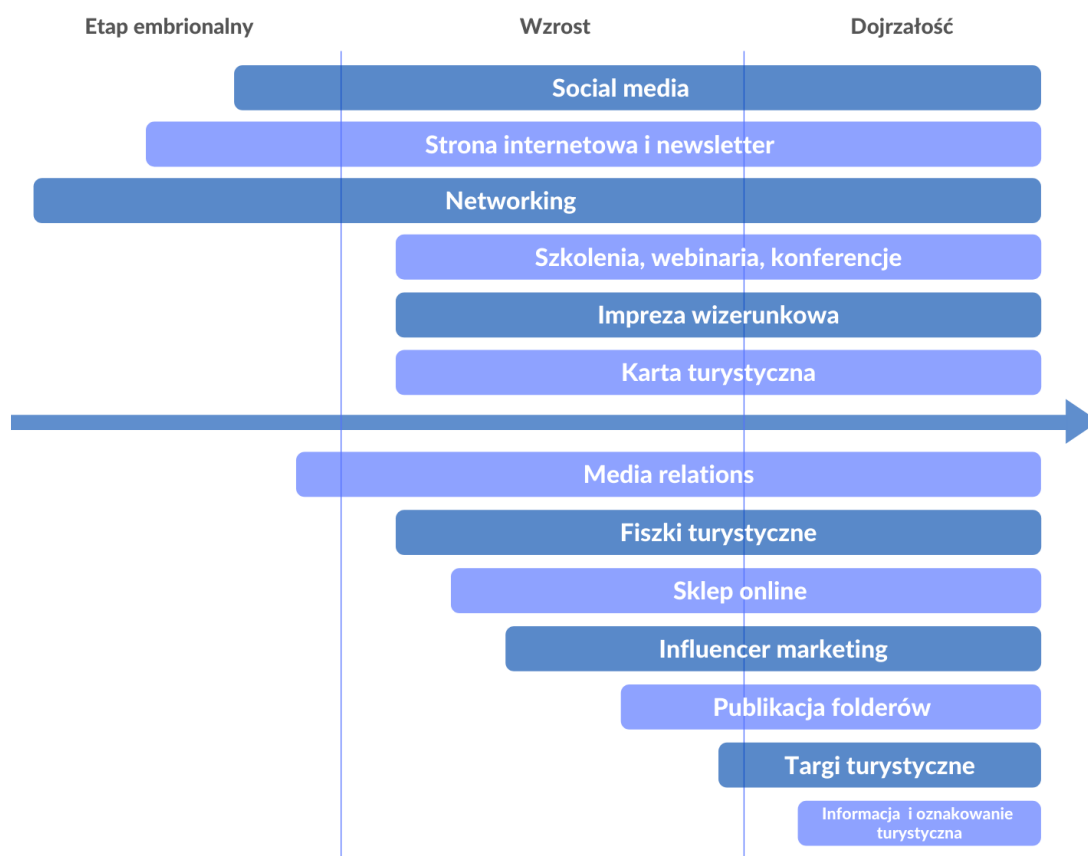 Etap embrionalny
Wzrost
Dojrzałość
Social media
Strona internetowa i newsletter
Networking
Szkolenia, webinaria, konferencje
Impreza wizerunkowa
Karta turystyczna
Media relations
Fiszki turystyczne
Sklep online
Influencer marketing
Publikacja folderów
Targi turystyczne
Informacja i oznakowanie
turystyczna